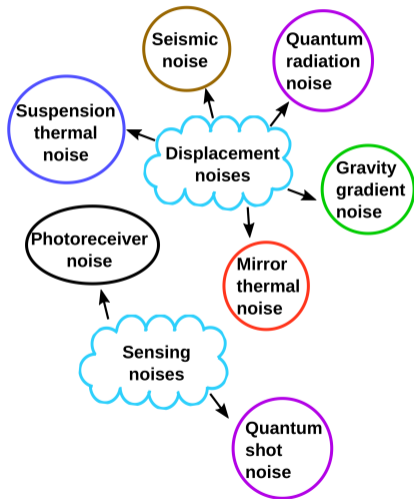 Seismic
noise
Quantum
radiation
noise
Suspension
thermal
noise
Displacement
noises
Gravity
gradient
noise
Photoreceiver
noise
Mirror
thermal
noise
Sensing
noises
Quantum
shot
noise